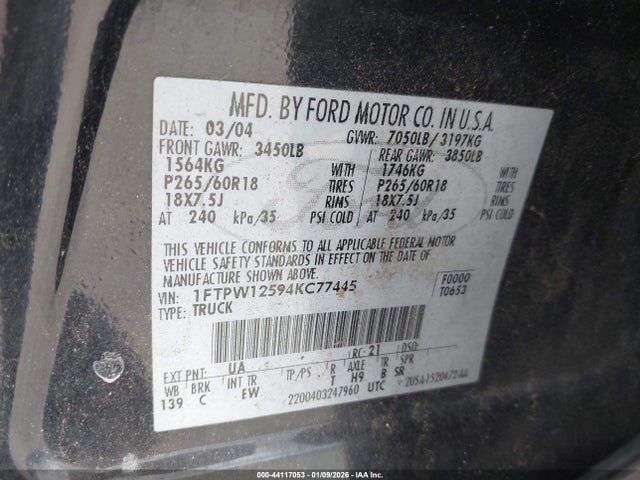 MFD. BY FORD MOTOR CO. IN U.S.A.
DATE: 03/04 GVWR: 7050LB/ 3197KG
FRONT GAWR: 3450LB REAR GAWR: 3850LB
1564KG WITH 1746KG WITH
P265/60R18 TIRES P265/60R18 TIRES
18X7.5J RIMS 18X7.5J RIMS
AT 240 kPa/35 PSI COLD AT 240 kPa/35 PSI COLD
THIS VEHICLE CONFORMS TO ALL APPLICABLE FEDERAL MOTOR
VEHICLE SAFETY STANDARDS IN EFFECT ON THE DATE OF
MANUFACTURE SHOWN ABOVE.
VIN: 1FTPW12594KC77445 F0000
TYPE: TRUCK T0653
EXT PNT: UA RC: 21 DSO:
WB BRK INT TR TP/PS R AXLE TR SPR
139 C EW T H9 B SR
2200403247960 UTC
000-44117053 - 01/09/2026 - IAA Inc.